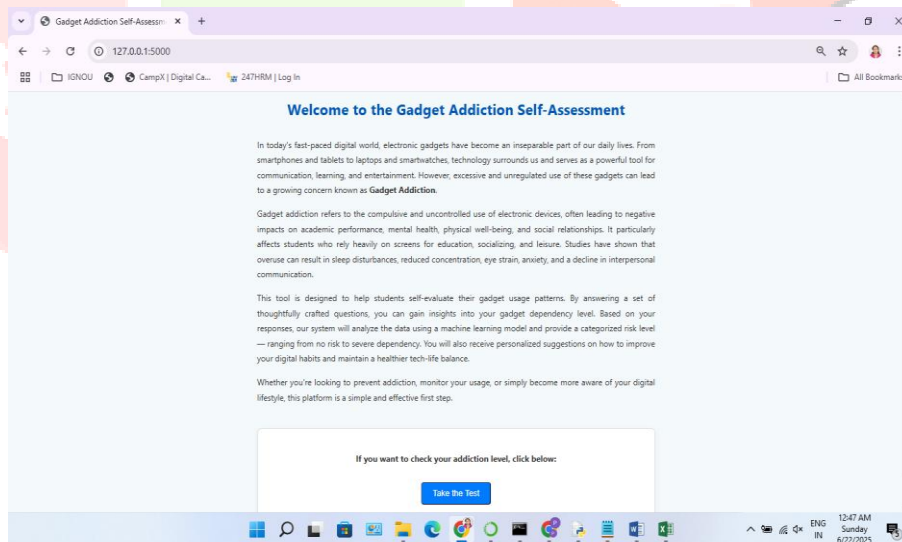 Gadget Addiction Self-Assessm
127.0.0.1:5000
IGNOU
CampX | Digital Ca...
247HRM | Log In
All Bookmarks
Welcome to the Gadget Addiction Self-Assessment
In today's fast-paced digital world, electronic gadgets have become an inseparable part of our daily lives. From
smartphones and tablets to laptops and smartwatches, technology surrounds us and serves as a powerful tool for
communication, learning, and entertainment. However, excessive and unregulated use of these gadgets can lead
to a growing concern known as Gadget Addiction.
Gadget addiction refers to the compulsive and uncontrolled use of electronic devices, often leading to negative
impacts on academic performance, mental health, physical well-being, and social relationships. It particularly
affects students who rely heavily on screens for education, socializing, and leisure. Studies have shown that
overuse can result in sleep disturbances, reduced concentration, eye strain, anxiety, and a decline in interpersonal
communication.
This tool is designed to help students self-evaluate their gadget usage patterns. By answering a set of
thoughtfully crafted questions, you can gain insights into your gadget dependency level. Based on your
responses, our system will analyze the data using a machine learning model and provide a categorized risk level
— ranging from no risk to severe dependency. You will also receive personalized suggestions on how to improve
your digital habits and maintain a healthier tech-life balance.
Whether you're looking to prevent addiction, monitor your usage, or simply become more aware of your digital
lifestyle, this platform is a simple and effective first step.
If you want to check your addiction level, click below:
Take the Test
ENG
IN
12:47 AM
Sunday
6/22/2025